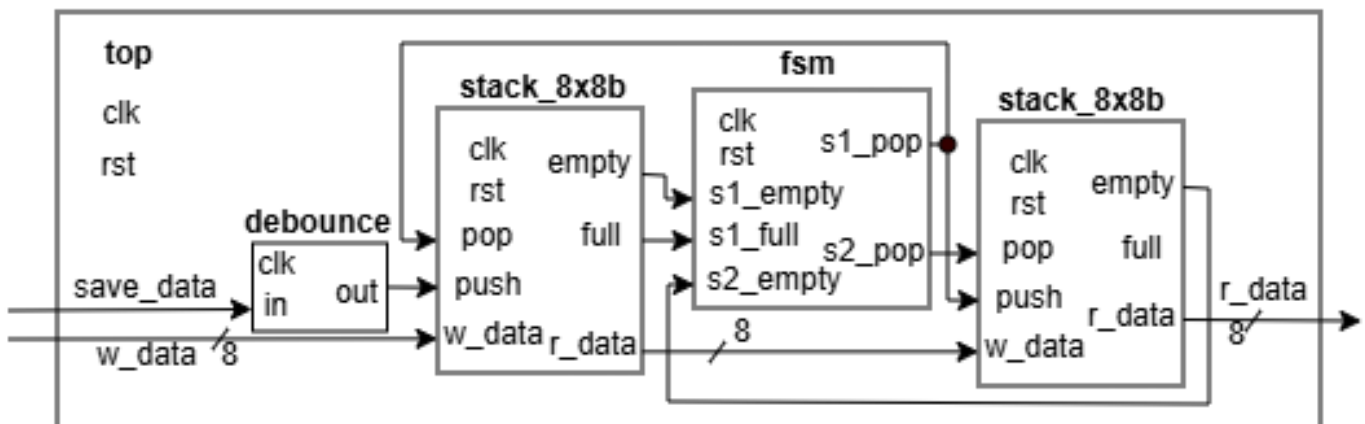 top
clk
rst
save_data
w_data
8
debounce
clk
in
out
stack_8x8b
clk
rst
pop
push
w_data
empty
full
r_data
8
fsm
clk
rst
s1_empty
s1_full
s2_empty
s1_pop
s2_pop
stack_8x8b
clk
rst
pop
push
w_data
empty
full
r_data
r_data
8